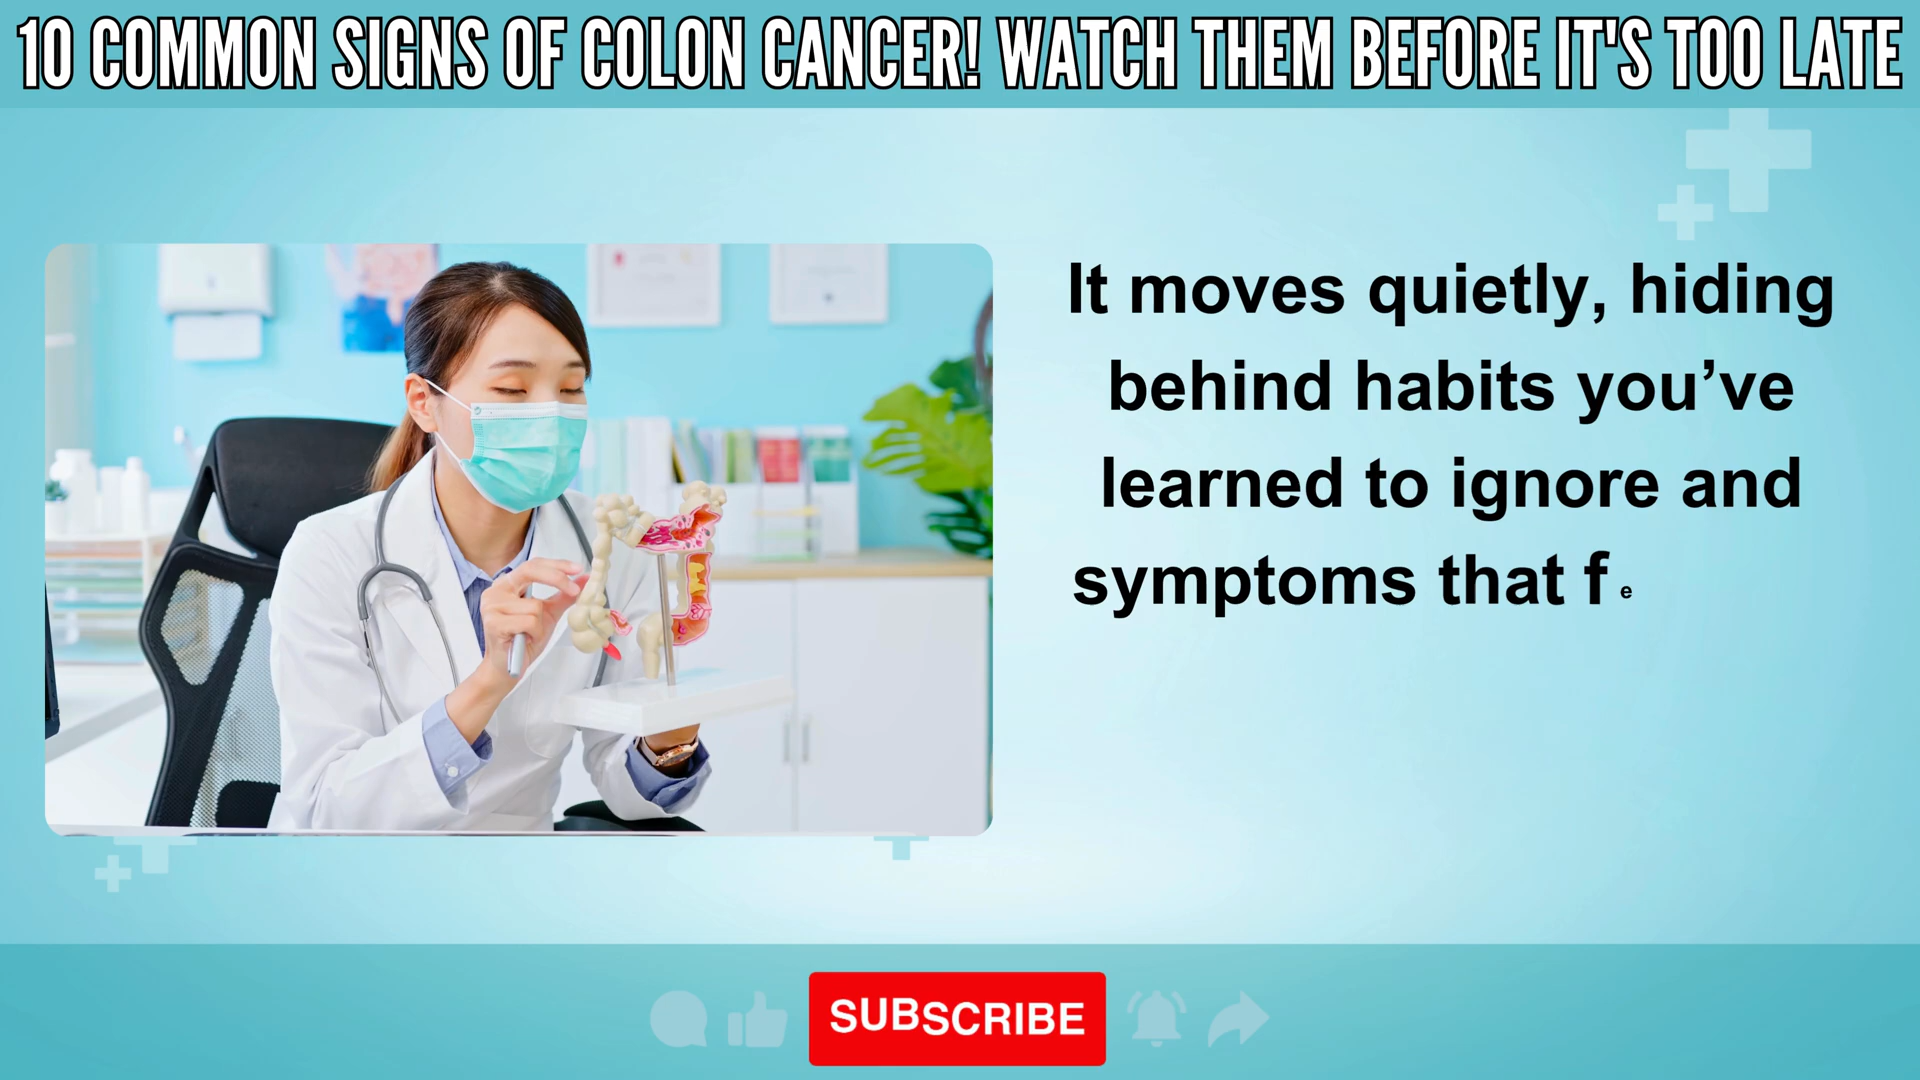 10 COMMON SIGNS OF COLON CANCER! WATCH THEM BEFORE IT'S TOO LATE
It moves quietly, hiding
behind habits you’ve
learned to ignore and
symptoms that fe
SUBSCRIBE